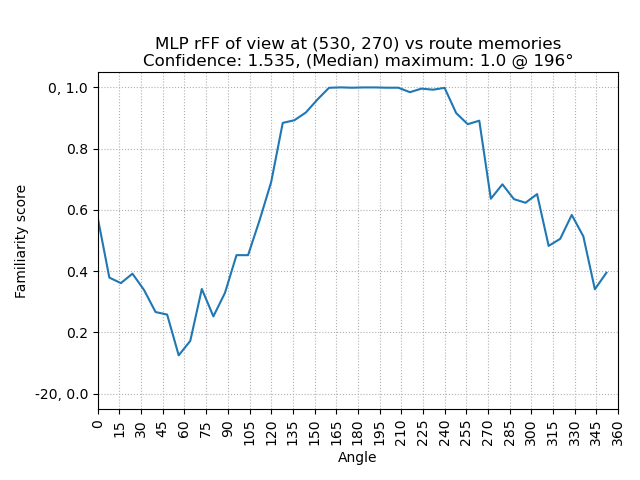 MLP rFF of view at (530, 270) vs route memories
Confidence: 1.535, (Median) maximum: 1.0 @ 196°
Familiarity score
0, 1.0
0.8
0.6
0.4
0.2
-20, 0.0
0 15 30 45 60 75 90 105 120 135 150 165 180 195 210 225 240 255 270 285 300 315 330 345 360
Angle